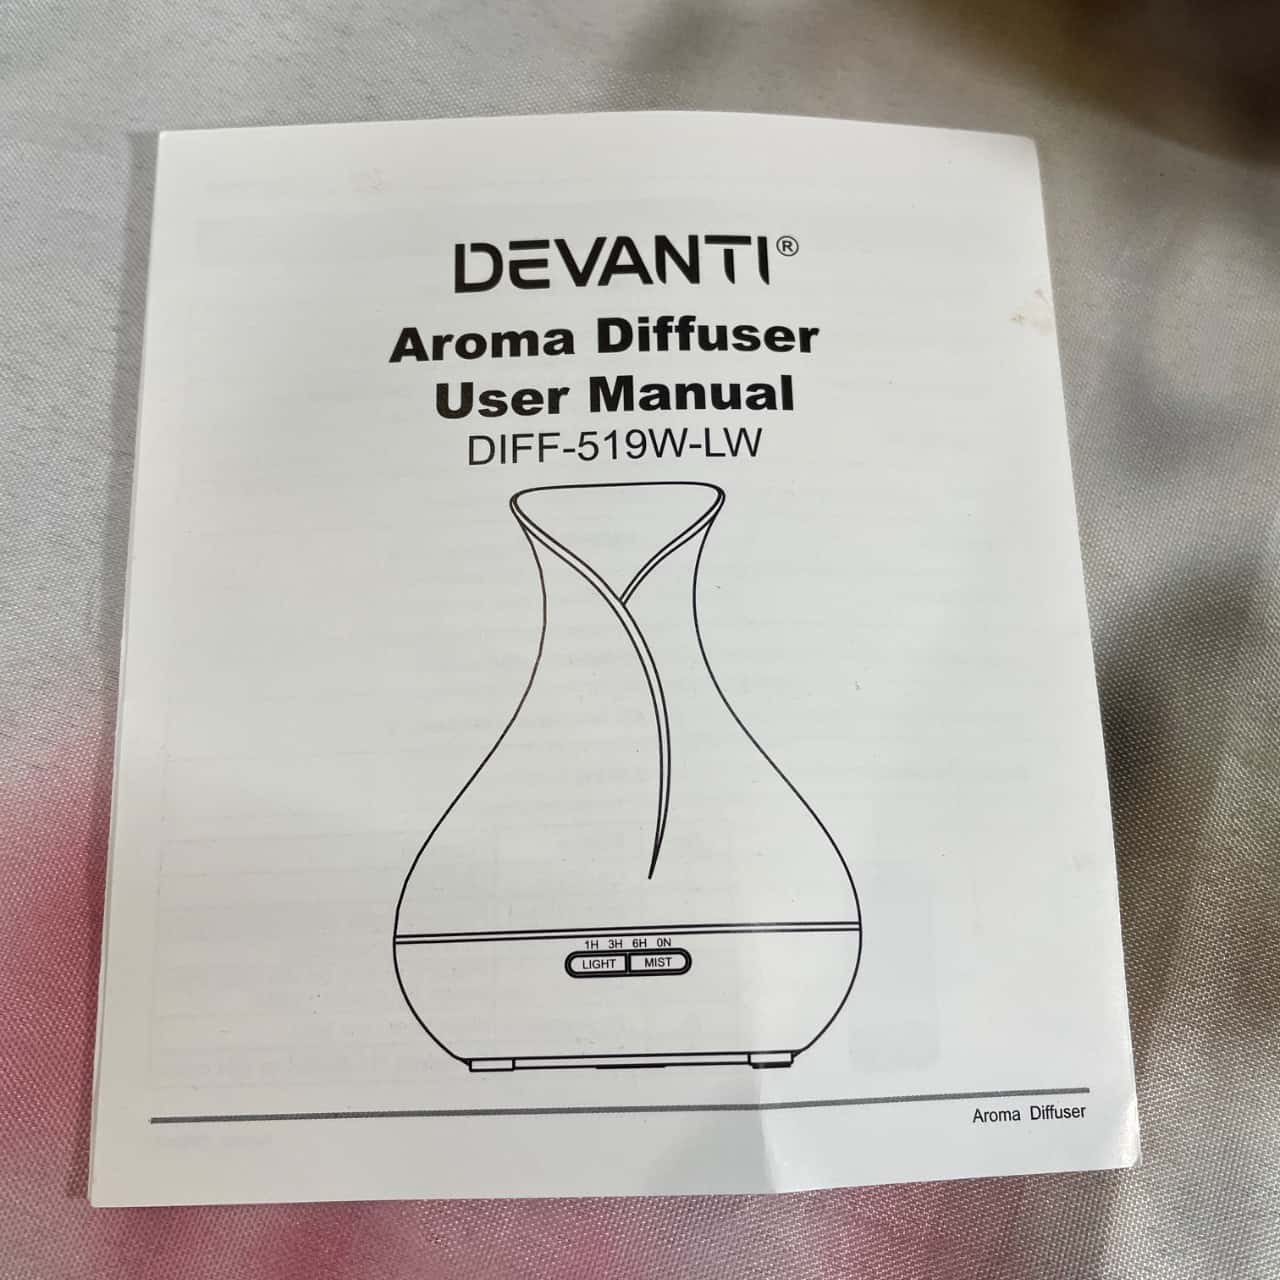 DEVANTI®
Aroma Diffuser
User Manual
DIFF-519W-LW
1H 3H 6H ON
LIGHT MIST
Aroma Diffuser